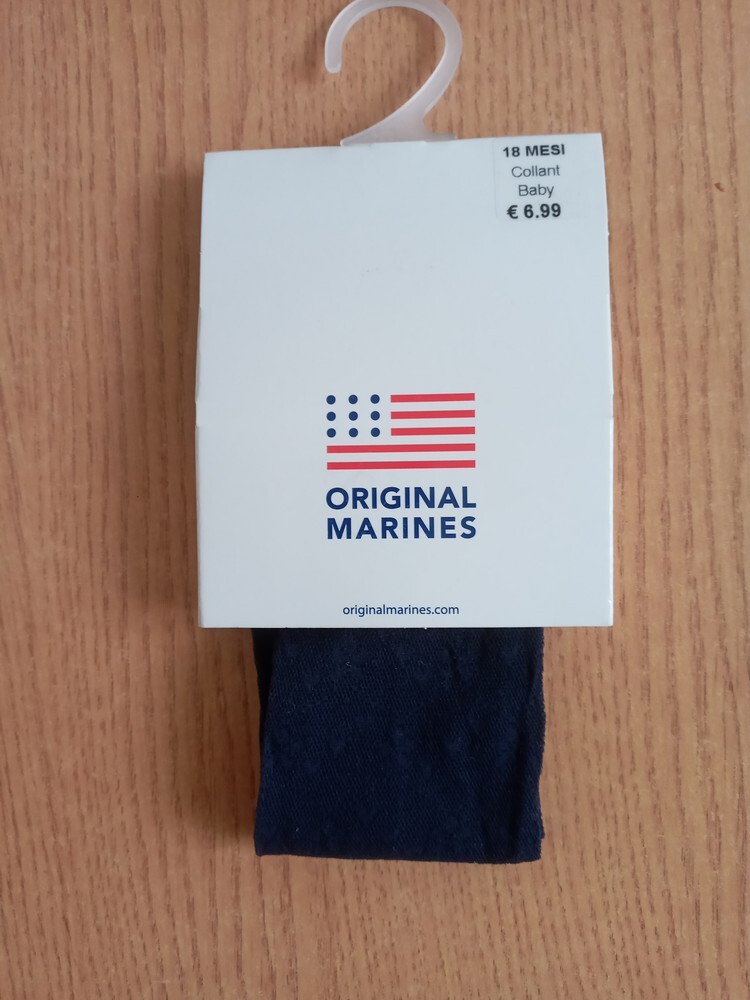 18 MESI
Collant
Baby
€ 6.99
ORIGINAL
MARINES
originalmarines.com